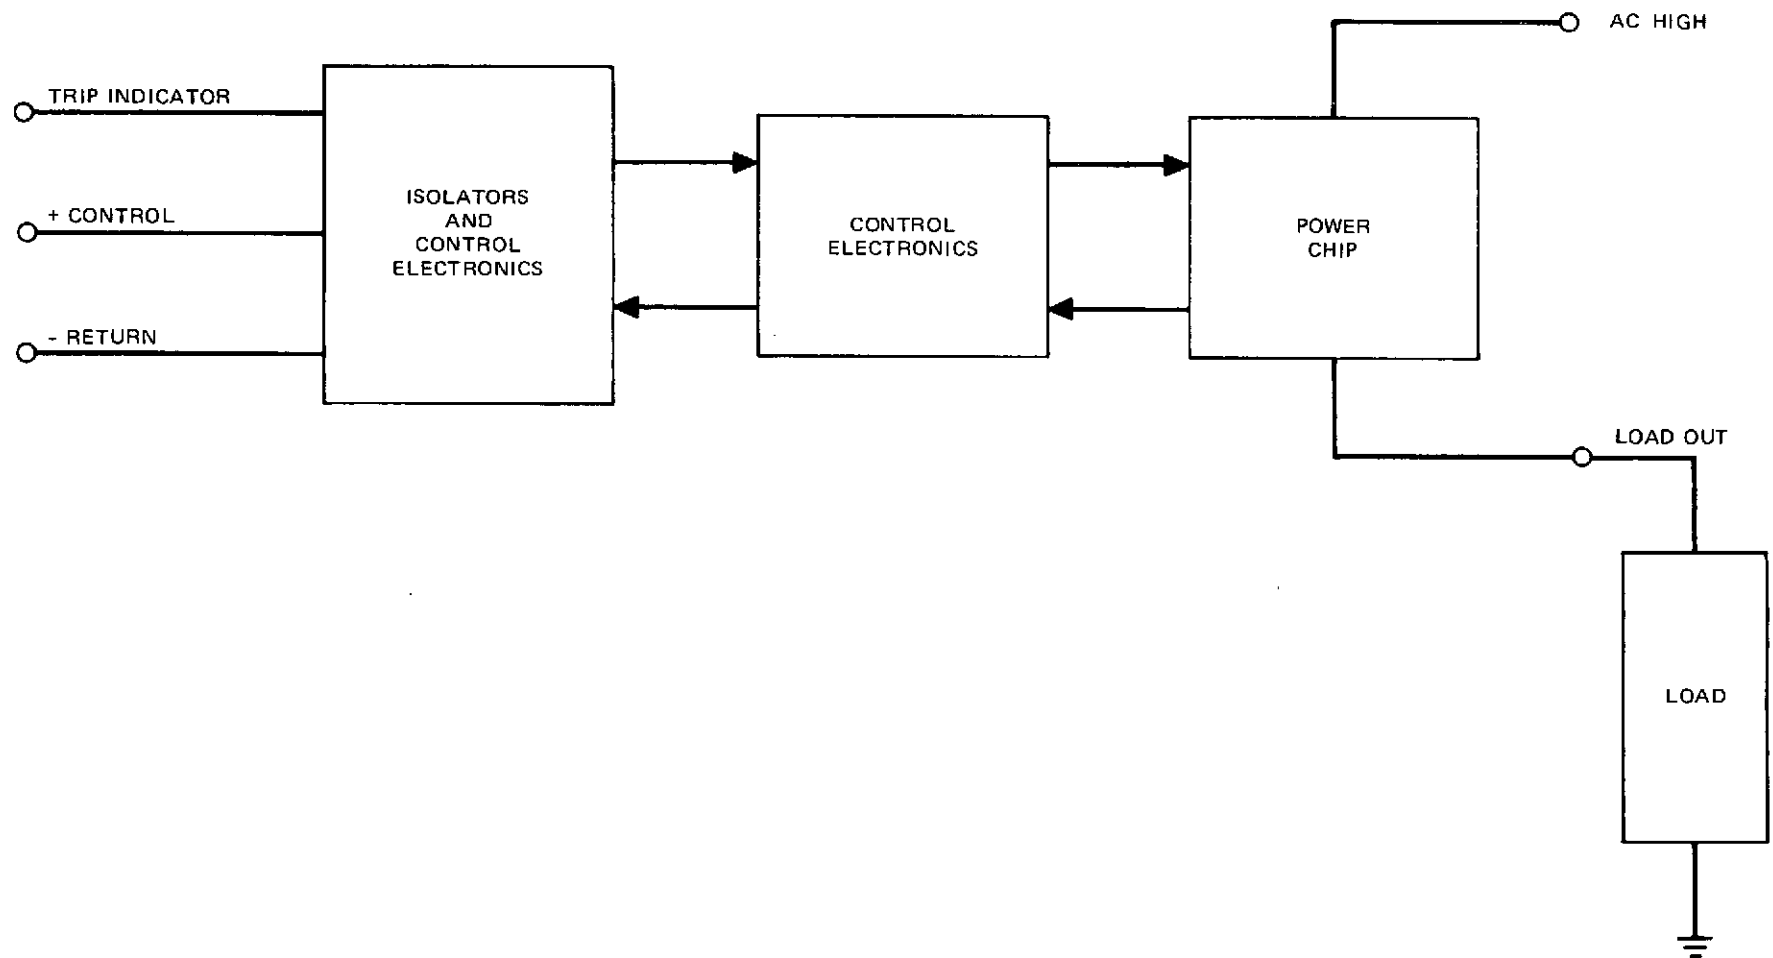 AC HIGH
TRIP INDICATOR
+ CONTROL
- RETURN
ISOLATORS
AND
CONTROL
ELECTRONICS
CONTROL
ELECTRONICS
POWER
CHIP
LOAD OUT
LOAD